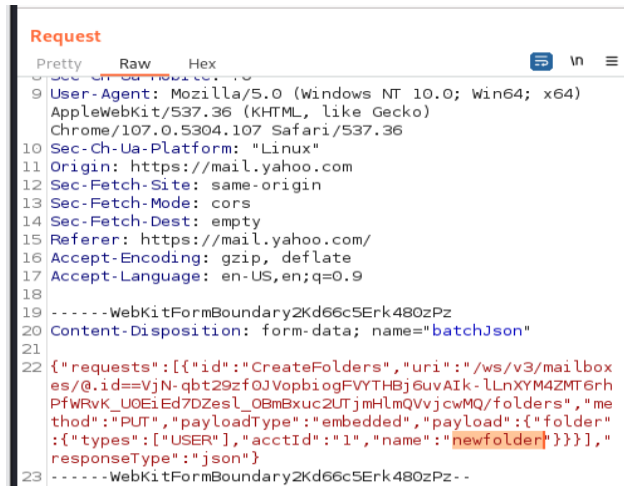 Request
Pretty Raw Hex \n
8 Sec-Ch-Ua-Mobile: ?0
9 User-Agent: Mozilla/5.0 (Windows NT 10.0; Win64; x64)
AppleWebKit/537.36 (KHTML, like Gecko)
Chrome/107.0.5304.107 Safari/537.36
10 Sec-Ch-Ua-Platform: "Linux"
11 Origin: https://mail.yahoo.com
12 Sec-Fetch-Site: same-origin
13 Sec-Fetch-Mode: cors
14 Sec-Fetch-Dest: empty
15 Referer: https://mail.yahoo.com/
16 Accept-Encoding: gzip, deflate
17 Accept-Language: en-US,en;q=0.9
18
19 ------WebKitFormBoundary2Kd66c5Erk480zPz
20 Content-Disposition: form-data; name="batchJson"
21
22 {"requests":[{"id":"CreateFolders","uri":"/ws/v3/mailbox
es/@.id==VjN-qbt29zf0JVopbiogFVYTHBj6uvAIk-lLnXYM4ZMT6rh
PfWRvK_U0EiEd7DZesl_OBmBxuc2UTjmHlmQVvjcwMQ/folders","me
thod":"PUT","payloadType":"embedded","payload":{"folder"
:{"types":["USER"],"acctId":"1","name":"newfolder"}}}],"
responseType":"json"}
23 ------WebKitFormBoundary2Kd66c5Erk480zPz--